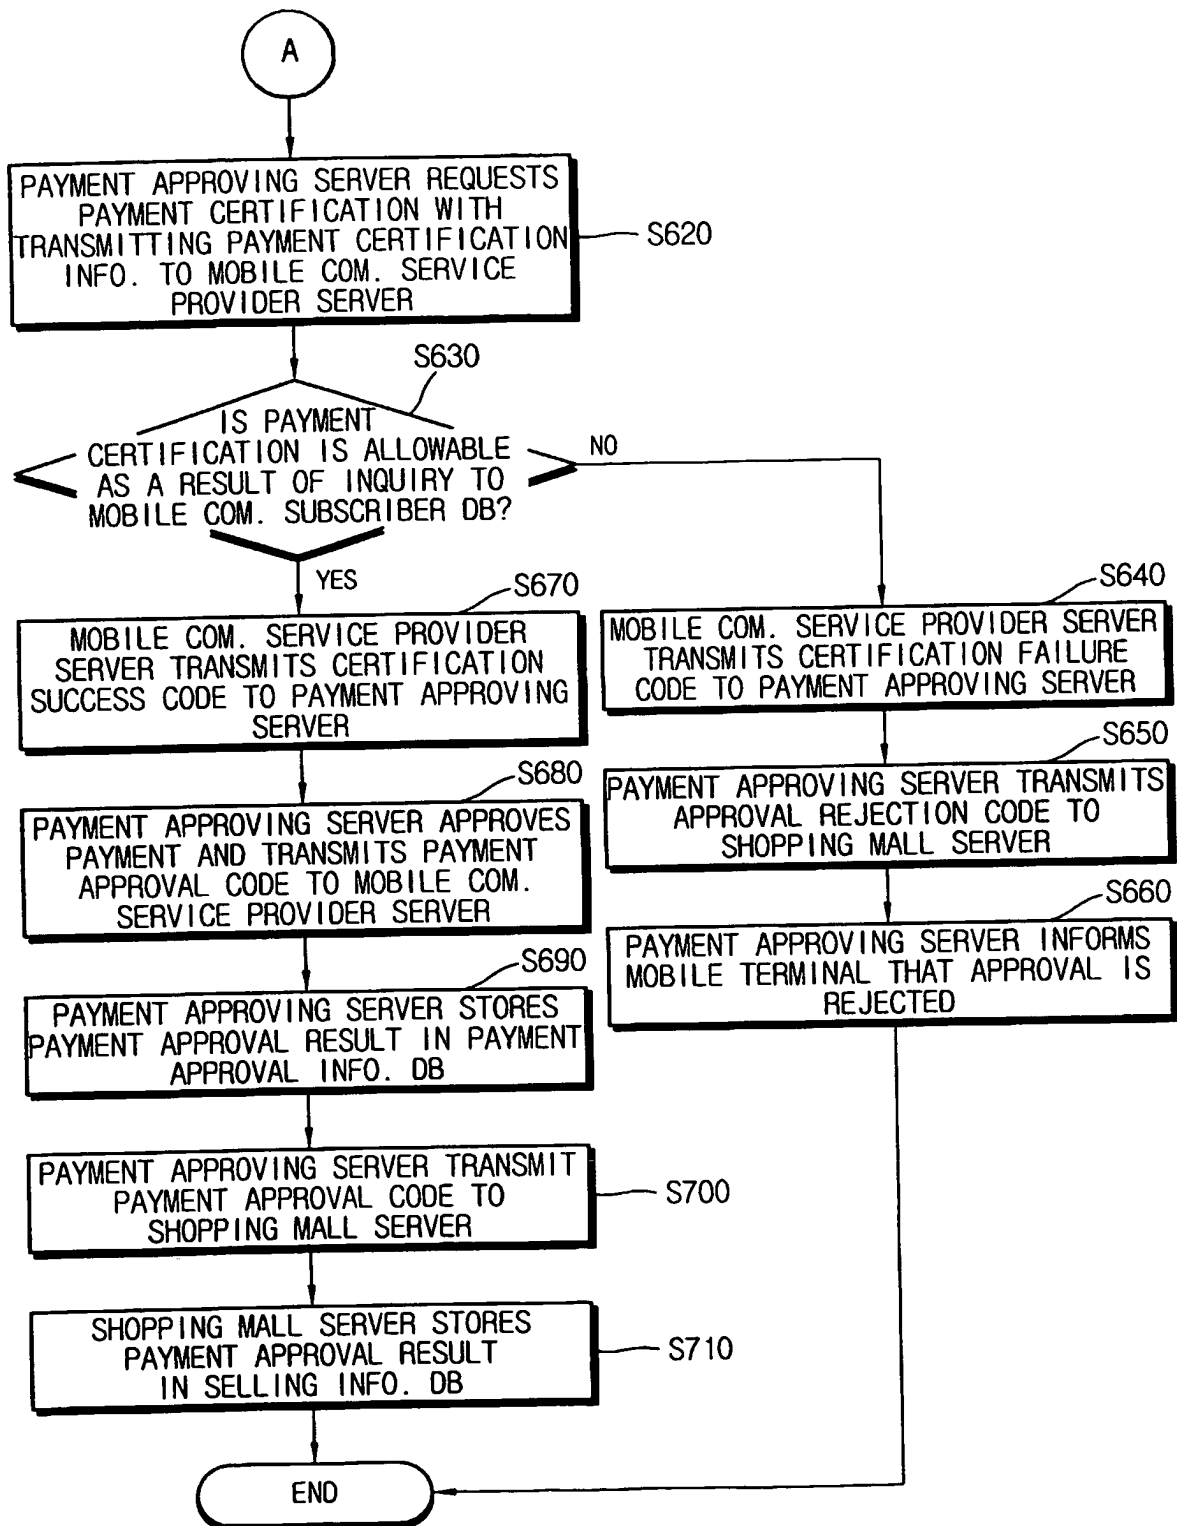 A
PAYMENT APPROVING SERVER REQUESTS
PAYMENT CERTIFICATION WITH
TRANSMITTING PAYMENT CERTIFICATION
INFO. TO MOBILE COM. SERVICE
PROVIDER SERVER
S620
S630
IS PAYMENT
CERTIFICATION IS ALLOWABLE
AS A RESULT OF INQUIRY TO
MOBILE COM. SUBSCRIBER DB?
NO
YES
S670
MOBILE COM. SERVICE PROVIDER
SERVER TRANSMITS CERTIFICATION
SUCCESS CODE TO PAYMENT APPROVING
SERVER
S640
MOBILE COM. SERVICE PROVIDER SERVER
TRANSMITS CERTIFICATION FAILURE
CODE TO PAYMENT APPROVING SERVER
S680
PAYMENT APPROVING SERVER APPROVES
PAYMENT AND TRANSMITS PAYMENT
APPROVAL CODE TO MOBILE COM.
SERVICE PROVIDER SERVER
S650
PAYMENT APPROVING SERVER TRANSMITS
APPROVAL REJECTION CODE TO
SHOPPING MALL SERVER
S660
PAYMENT APPROVING SERVER INFORMS
MOBILE TERMINAL THAT APPROVAL IS
REJECTED
S690
PAYMENT APPROVING SERVER STORES
PAYMENT APPROVAL RESULT IN PAYMENT
APPROVAL INFO. DB
PAYMENT APPROVING SERVER TRANSMIT
PAYMENT APPROVAL CODE TO
SHOPPING MALL SERVER
S700
SHOPPING MALL SERVER STORES
PAYMENT APPROVAL RESULT
IN SELLING INFO. DB
S710
END